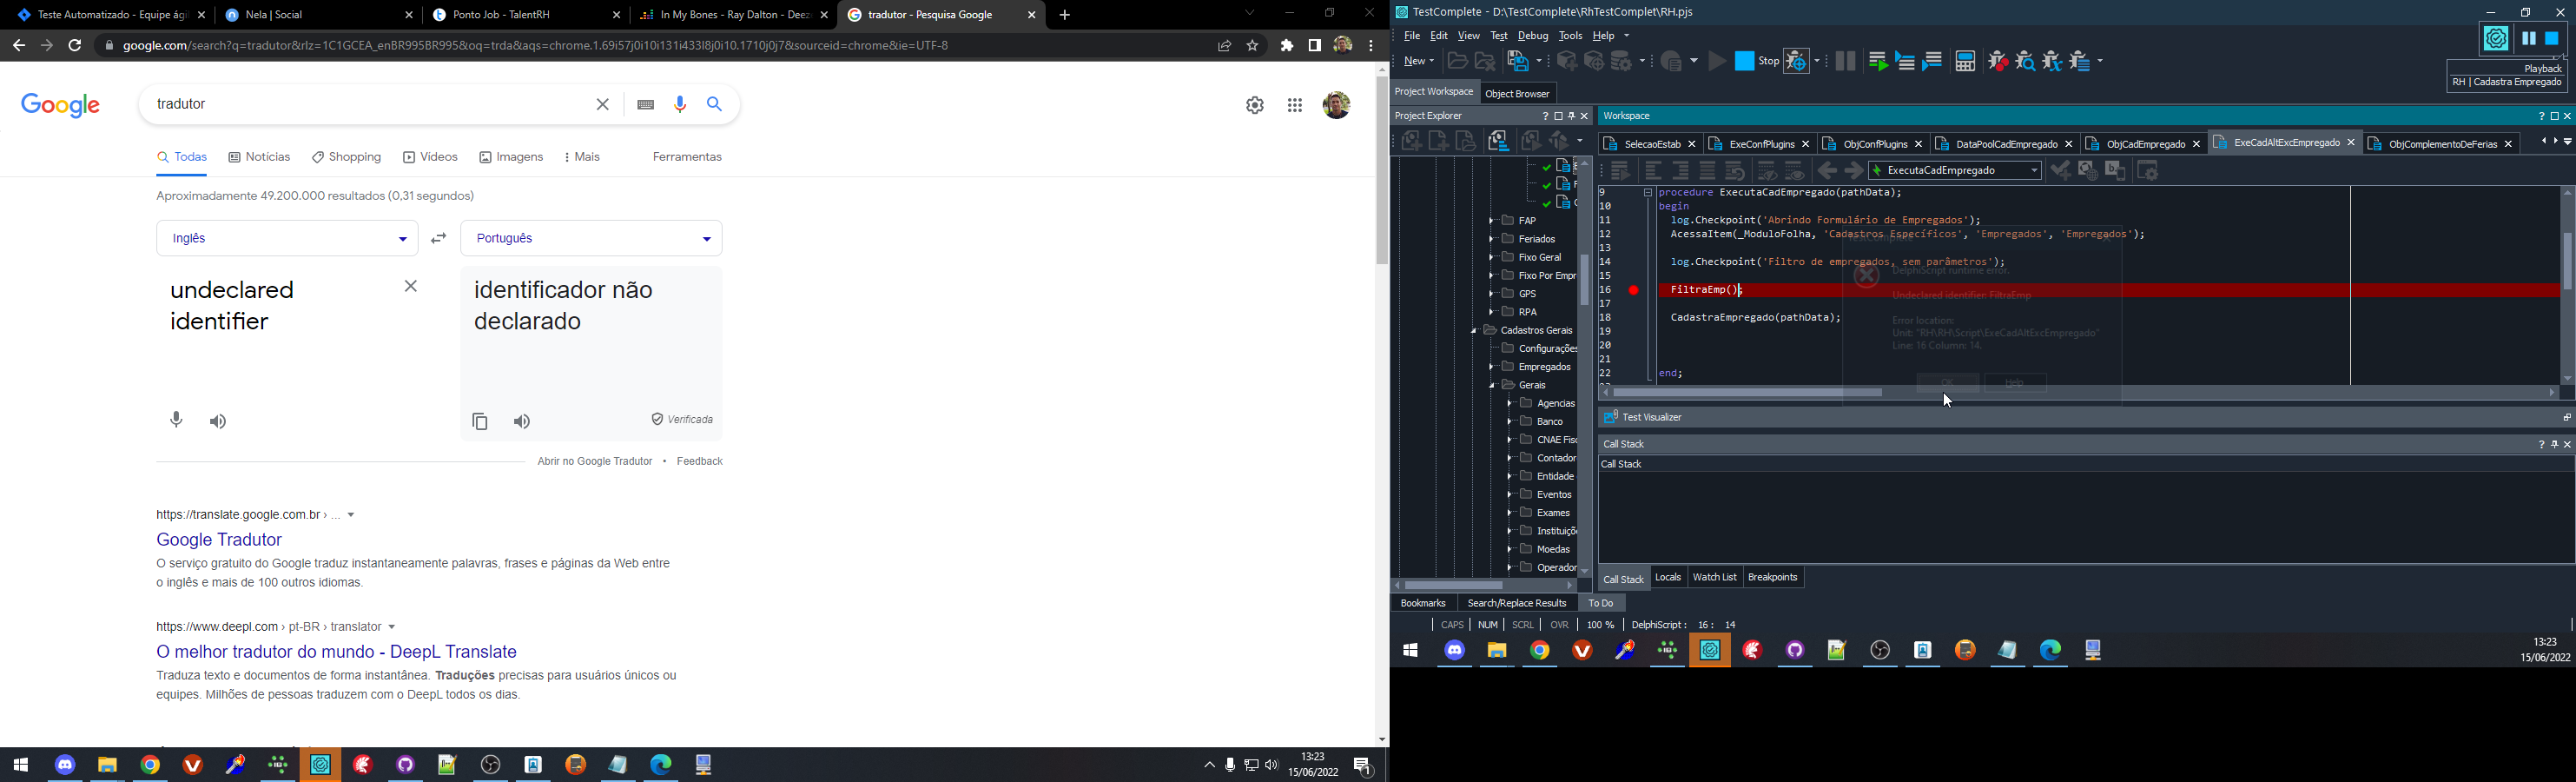 Teste Automatizado - Equipe ági
Nela | Social
Ponto Job - TalentRH
In My Bones - Ray Dalton - Deez
tradutor - Pesquisa Google
google.com/search?q=tradutor&rlz=1C1GCEA_enBR995BR995&oq=trda&aqs=chrome.1.69i57j0i10i131i433l8j0i10.1710j0j7&sourceid=chrome&ie=UTF-8
Google
tradutor
Todas
Notícias
Shopping
Vídeos
Imagens
Mais
Ferramentas
Aproximadamente 49.200.000 resultados (0,31 segundos)
Inglês
Português
undeclared
identifier
identificador não
declarado
Verificada
Abrir no Google Tradutor • Feedback
https://translate.google.com.br › ...
Google Tradutor
O serviço gratuito do Google traduz instantaneamente palavras, frases e páginas da Web entre
o inglês e mais de 100 outros idiomas.
https://www.deepl.com › pt-BR › translator
O melhor tradutor do mundo - DeepL Translate
Traduza texto e documentos de forma instantânea. Traduções precisas para usuários únicos ou
equipes. Milhões de pessoas traduzem com o DeepL todos os dias.
13:23
15/06/2022
1
TestComplete - D:\TestComplete\RhTestComplet\RH.pjs
File Edit View Test Debug Tools Help
New
Stop
Playback
RH | Cadastra Empregado
Project Workspace
Object Browser
Project Explorer
Workspace
SelecaoEstab
ExeConfPlugins
ObjConfPlugins
DataPoolCadEmpregado
ObjCadEmpregado
ExeCadAltExcEmpregado
ObjComplementoDeFerias
ExecutaCadEmpregado
FAP
Feriados
Fixo Geral
Fixo Por Empr
GPS
RPA
Cadastros Gerais
Configurações
Empregados
Gerais
Agencias
Banco
CNAE Fisc
Contador
Entidade
Eventos
Exames
Instituiçõ
Moedas
Operador
9 procedure ExecutaCadEmpregado(pathData);
10 begin
11 log.Checkpoint('Abrindo Formulário de Empregados');
12 AcessaItem(_ModuloFolha, 'Cadastros Específicos', 'Empregados', 'Empregados');
13
14 log.Checkpoint('Filtro de empregados, sem parâmetros');
15
16 FiltraEmp();
17
18 CadastraEmpregado(pathData);
19
20
21
22 end;
TestComplete
DelphiScript runtime error.
Undeclared identifier: FiltraEmp
Error location:
Unit: "RH\RH\Script\ExeCadAltExcEmpregado"
Line: 16 Column: 14.
OK
Help
Test Visualizer
Call Stack
Call Stack
Call Stack
Locals
Watch List
Breakpoints
Bookmarks
Search/Replace Results
To Do
CAPS
NUM
SCRL
OVR
100 %
DelphiScript: 16: 14
13:23
15/06/2022